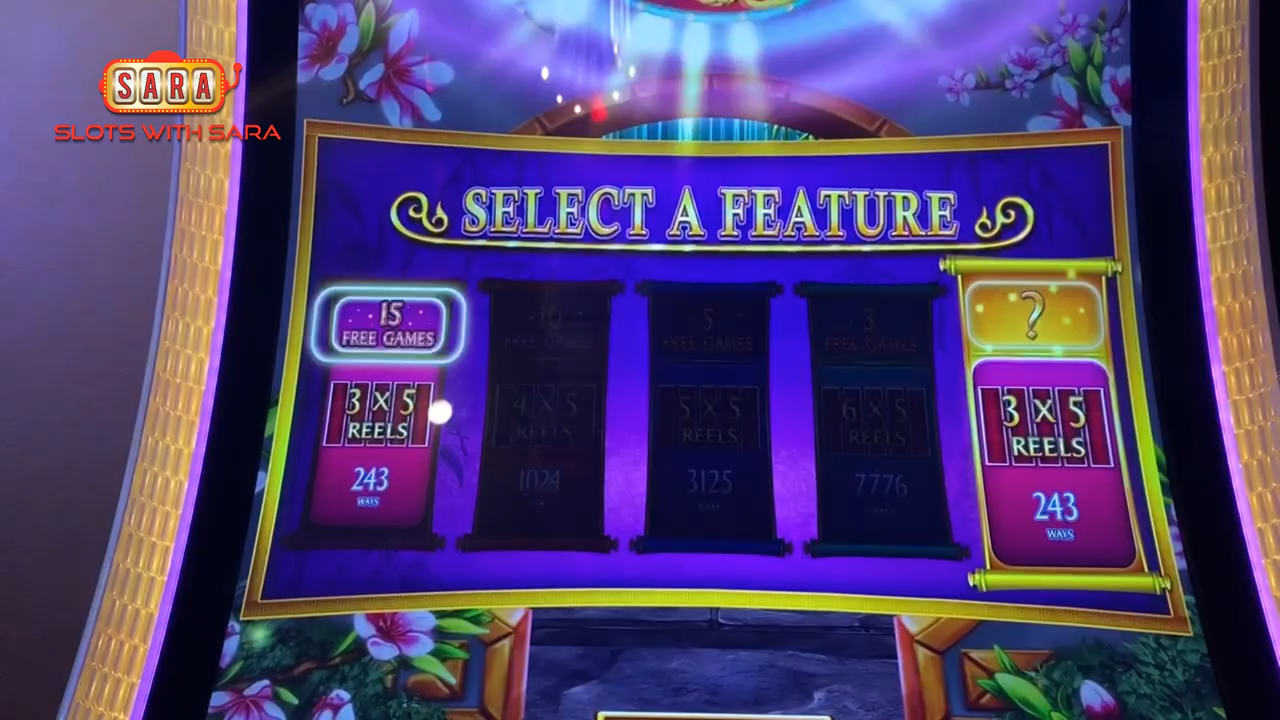 SARA
SLOTS WITH SARA
SELECT A FEATURE
15
FREE GAMES
3 X 5
REELS
243
WAYS
10
FREE GAMES
4 X 5
REELS
1024
5
FREE GAMES
5 X 5
REELS
3125
WAYS
3
FREE GAMES
6 X 5
REELS
7776
WAYS
?
3 X 5
REELS
243
WAYS